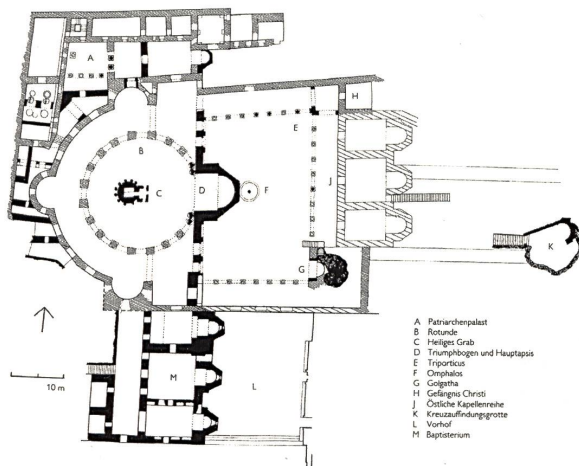 A
H
E
B
D
C
F
J
G
K
M
L
10 m
A Patriarchenpalast
B Rotunde
C Heiliges Grab
D Triumphbogen und Hauptapsis
E Triporticus
F Omphalos
G Golgatha
H Gefängnis Christi
J Östliche Kapellenreihe
K Kreuzauffindungsgrotte
L Vorhof
M Baptisterium